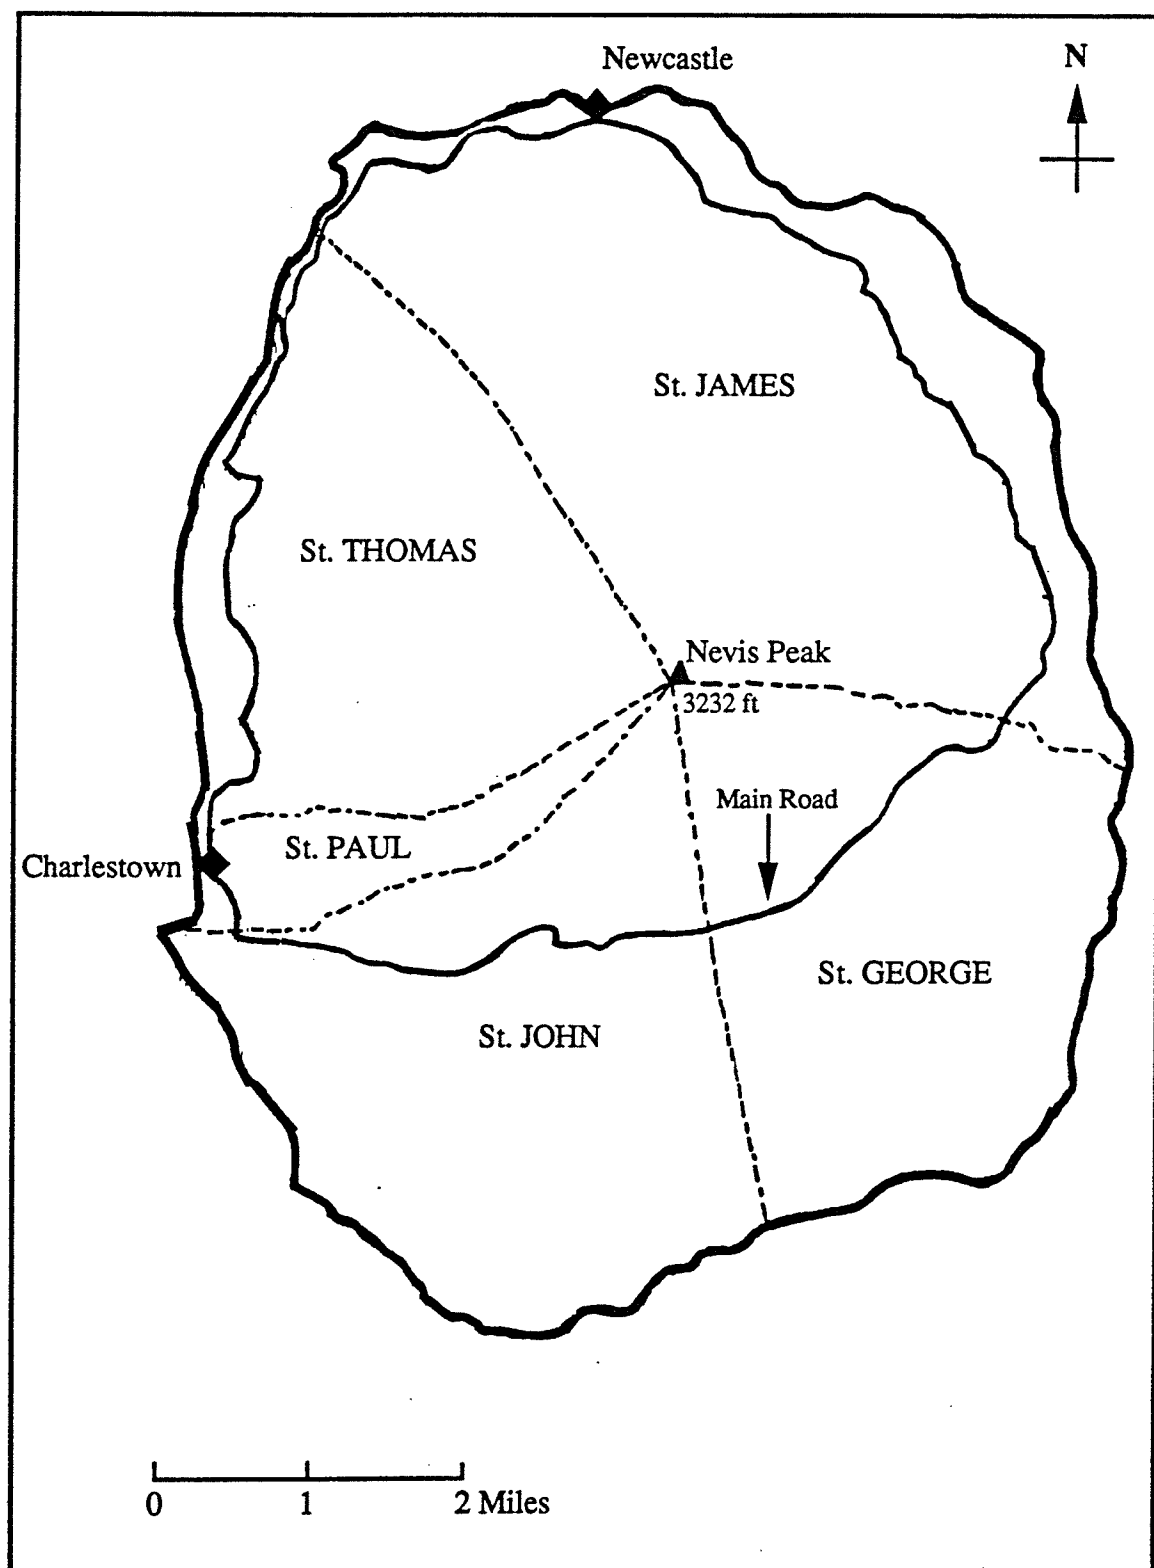 Newcastle
N
St. JAMES
St. THOMAS
Nevis Peak
3232 ft
Main Road
St. PAUL
Charlestown
St. GEORGE
St. JOHN
0 1 2 Miles